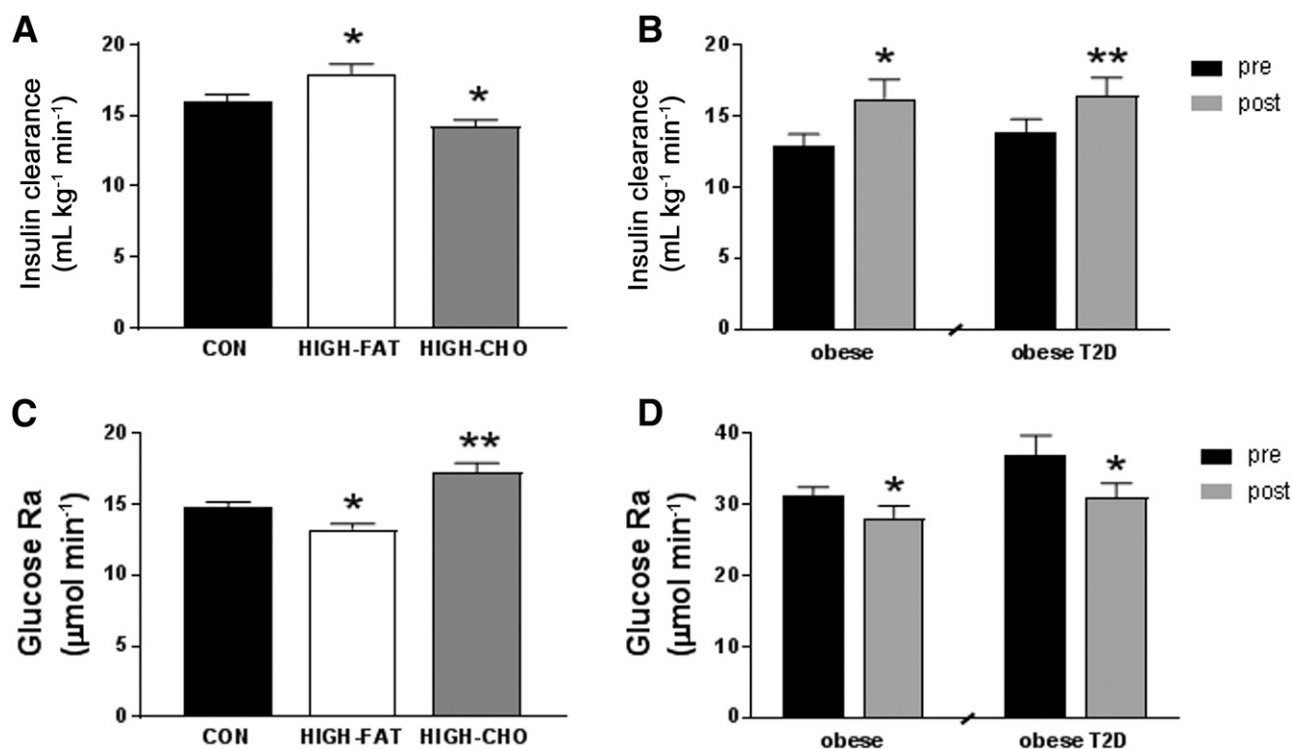 A
Insulin clearance
(mL kg⁻¹ min⁻¹)
20
15
10
5
0
*
*
CON HIGH-FAT HIGH-CHO
B
Insulin clearance
(mL kg⁻¹ min⁻¹)
20
15
10
5
0
*
**
obese obese T2D
pre
post
C
Glucose Ra
(µmol min⁻¹)
20
15
10
5
0
*
**
CON HIGH-FAT HIGH-CHO
D
Glucose Ra
(µmol min⁻¹)
40
30
20
10
0
*
*
obese obese T2D
pre
post